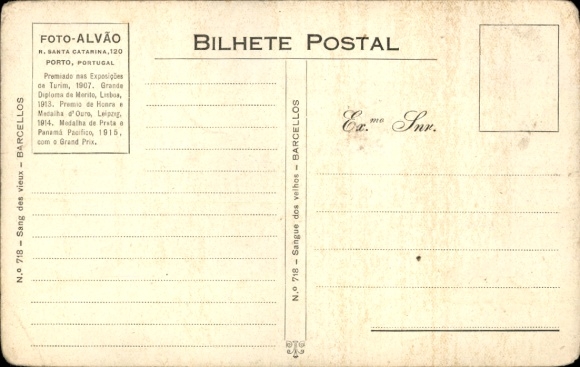 FOTO-ALVÃO
R. SANTA CATARINA, 120
PORTO, PORTUGAL
Premiado nas Exposições
de Turim, 1907. Grande
Diploma de Merito, Lisboa,
1913. Premio de Honra e
Medalha d'Ouro, Leipzig,
1914. Medalha de Prata e
Panamá Pacifico, 1915,
com o Grand Prix.
BILHETE POSTAL
Ex.mo Snr.
N.º 718 — Sang des vieux — BARCELLOS
N.º 718 — Sangue dos velhos — BARCELLOS